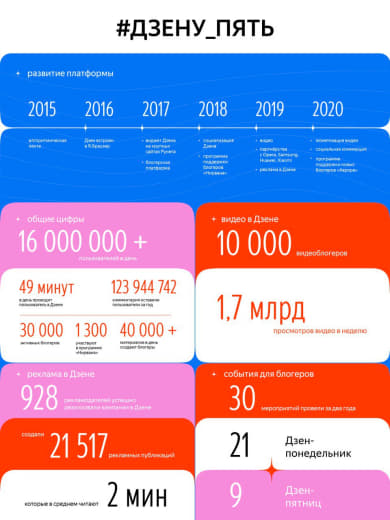 #ДЗЕНУ_ПЯТЬ
развитие платформы
2015 2016 2017 2018 2019 2020
алгоритмическая
лента
Дзен встроен
в Я.Браузер
виджет Дзена
на крупных
сайтах Рунета
блогерская
платформа
социализация
Дзена
программа
поддержки
блогеров
«Нирвана»
видео
партнёрства
с Opera, Samsung,
Huawei, Xiaomi
реклама в Дзене
монетизация видео
социальная коммерция
программа
поддержки новых
блогеров
общие цифры
16 000 000 +
пользователей в день
49 минут
в день проводят
пользователи в Дзене
123 944 742
комментария оставили
пользователи за год
30 000
активных блогеров
1 300
участвуют
в программе
«Нирвана»
40 000 +
материалов в день
создают блогеры
видео в Дзене
10 000
видеоблогеров
1,7 млрд
просмотров видео в неделю
реклама в Дзене
928
рекламодателей успешно
реализовали кампании в Дзене
создали
21 517
рекламных публикаций
которые в среднем читают
2 мин
события для блогеров
30
мероприятий провели за два года
21
Дзен-
понедельник
9
Дзен-
пятниц